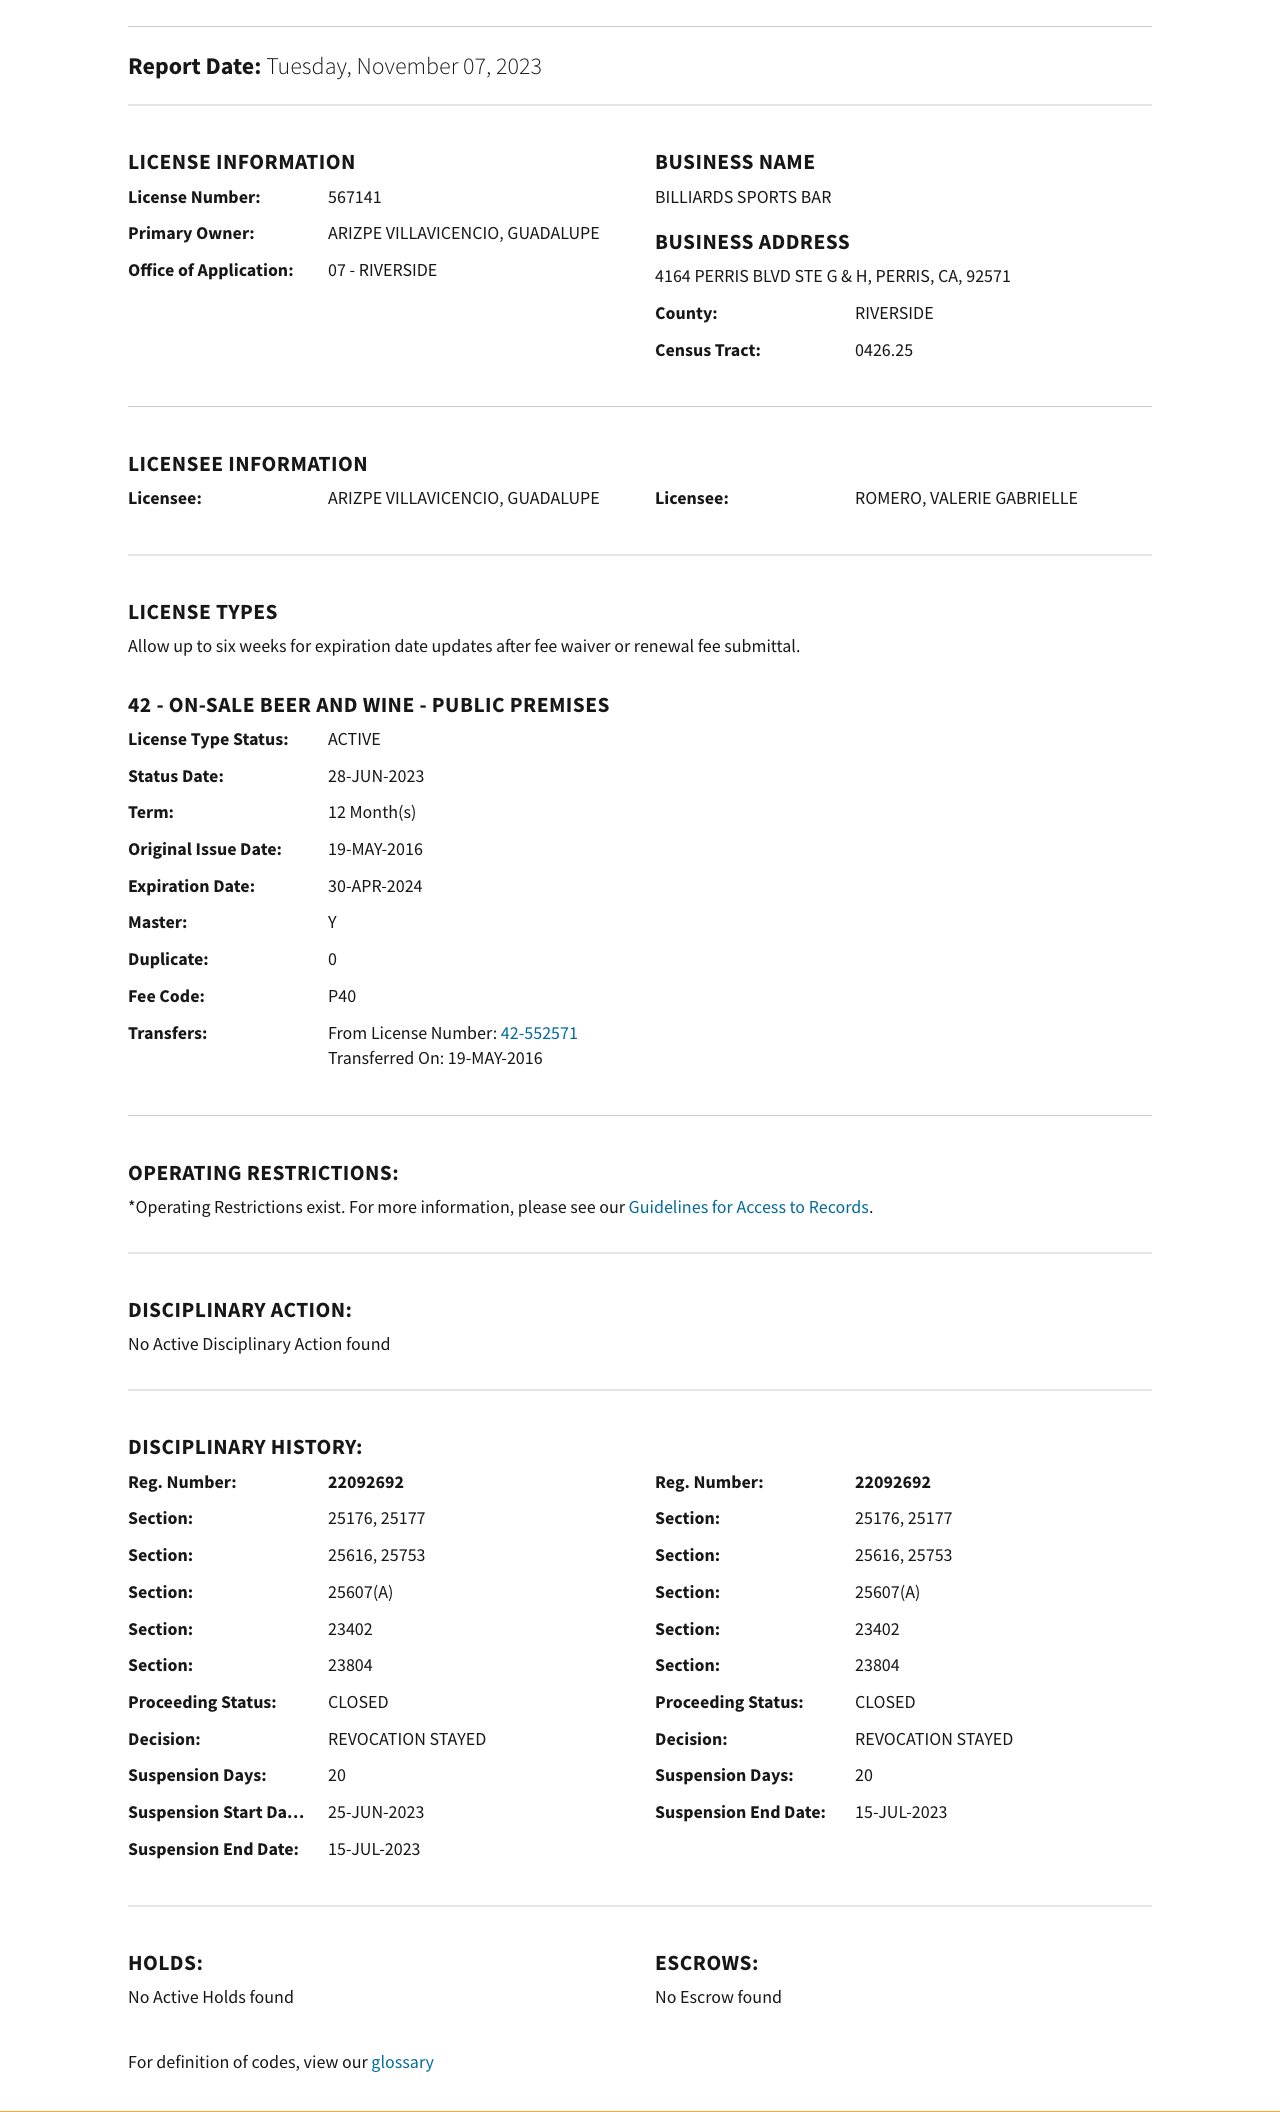 Report Date: Tuesday, November 07, 2023
LICENSE INFORMATION
License Number: 567141
Primary Owner: ARIZPE VILLAVICENCIO, GUADALUPE
Office of Application: 07 - RIVERSIDE
BUSINESS NAME
BILLIARDS SPORTS BAR
BUSINESS ADDRESS
4164 PERRIS BLVD STE G & H, PERRIS, CA, 92571
County: RIVERSIDE
Census Tract: 0426.25
LICENSEE INFORMATION
Licensee: ARIZPE VILLAVICENCIO, GUADALUPE
Licensee: ROMERO, VALERIE GABRIELLE
LICENSE TYPES
Allow up to six weeks for expiration date updates after fee waiver or renewal fee submittal.
42 - ON-SALE BEER AND WINE - PUBLIC PREMISES
License Type Status: ACTIVE
Status Date: 28-JUN-2023
Term: 12 Month(s)
Original Issue Date: 19-MAY-2016
Expiration Date: 30-APR-2024
Master: Y
Duplicate: 0
Fee Code: P40
Transfers: From License Number: 42-552571
Transferred On: 19-MAY-2016
OPERATING RESTRICTIONS:
*Operating Restrictions exist. For more information, please see our Guidelines for Access to Records.
DISCIPLINARY ACTION:
No Active Disciplinary Action found
DISCIPLINARY HISTORY:
Reg. Number: 22092692
Section: 25176, 25177
Section: 25616, 25753
Section: 25607(A)
Section: 23402
Section: 23804
Proceeding Status: CLOSED
Decision: REVOCATION STAYED
Suspension Days: 20
Suspension Start Da... 25-JUN-2023
Suspension End Date: 15-JUL-2023
Reg. Number: 22092692
Section: 25176, 25177
Section: 25616, 25753
Section: 25607(A)
Section: 23402
Section: 23804
Proceeding Status: CLOSED
Decision: REVOCATION STAYED
Suspension Days: 20
Suspension End Date: 15-JUL-2023
HOLDS:
No Active Holds found
ESCROWS:
No Escrow found
For definition of codes, view our glossary